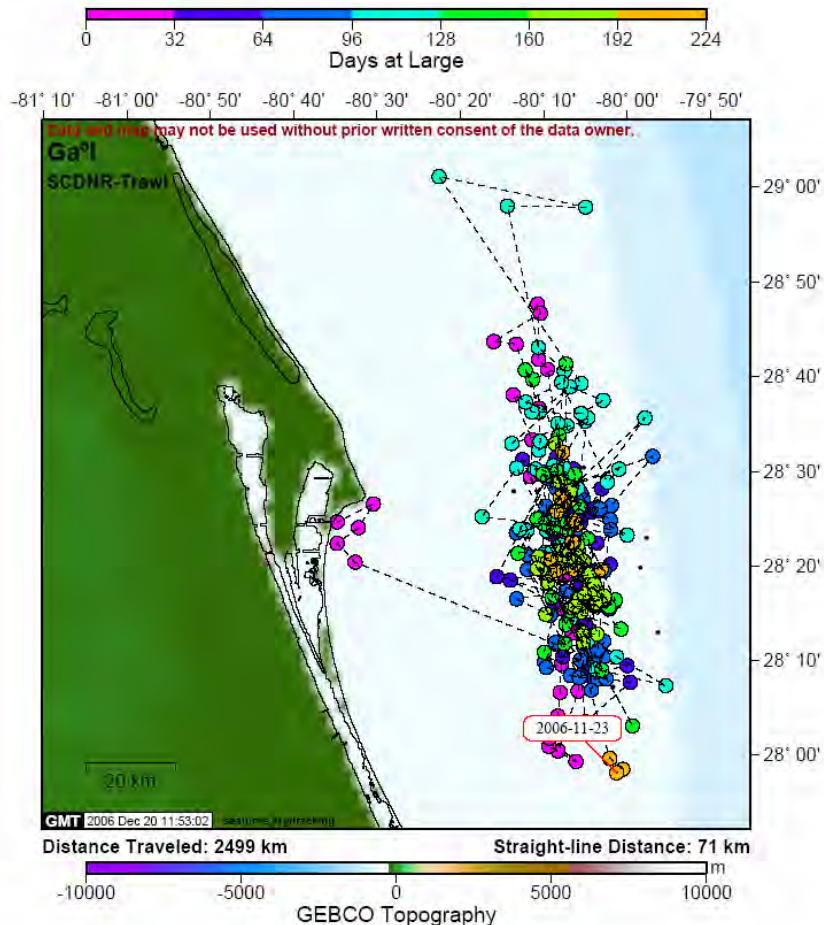 0 32 64 96 128 160 192 224
Days at Large
-81° 10' -81° 00' -80° 50' -80° 40' -80° 30' -80° 20' -80° 10' -80° 00' -79° 50'
Data and map may not be used without prior written consent of the data owner.
Gaºl
SCDNR-Trawl
29° 00'
28° 50'
28° 40'
28° 30'
28° 20'
28° 10'
2006-11-23
28° 00'
20 km
GMT 2006 Dec 20 11:53:02
Distance Traveled: 2499 km Straight-line Distance: 71 km
m
-10000 -5000 0 5000 10000
GEBCO Topography